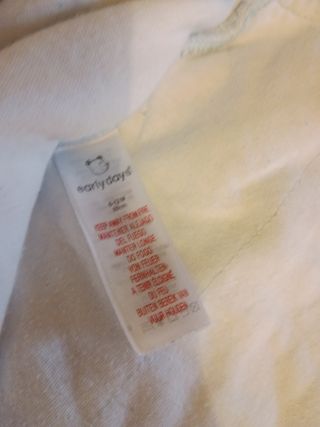 early days
KEEP AWAY FROM FIRE
MANTENER ALEJADO
DEL FUEGO
MANTER LONGE
DO FOGO
VON FEUER
FERNHALTEN
A TENIR ELOIGNE
DU FEU
BUITEN BEREIK VAN
VUUR HOUDEN